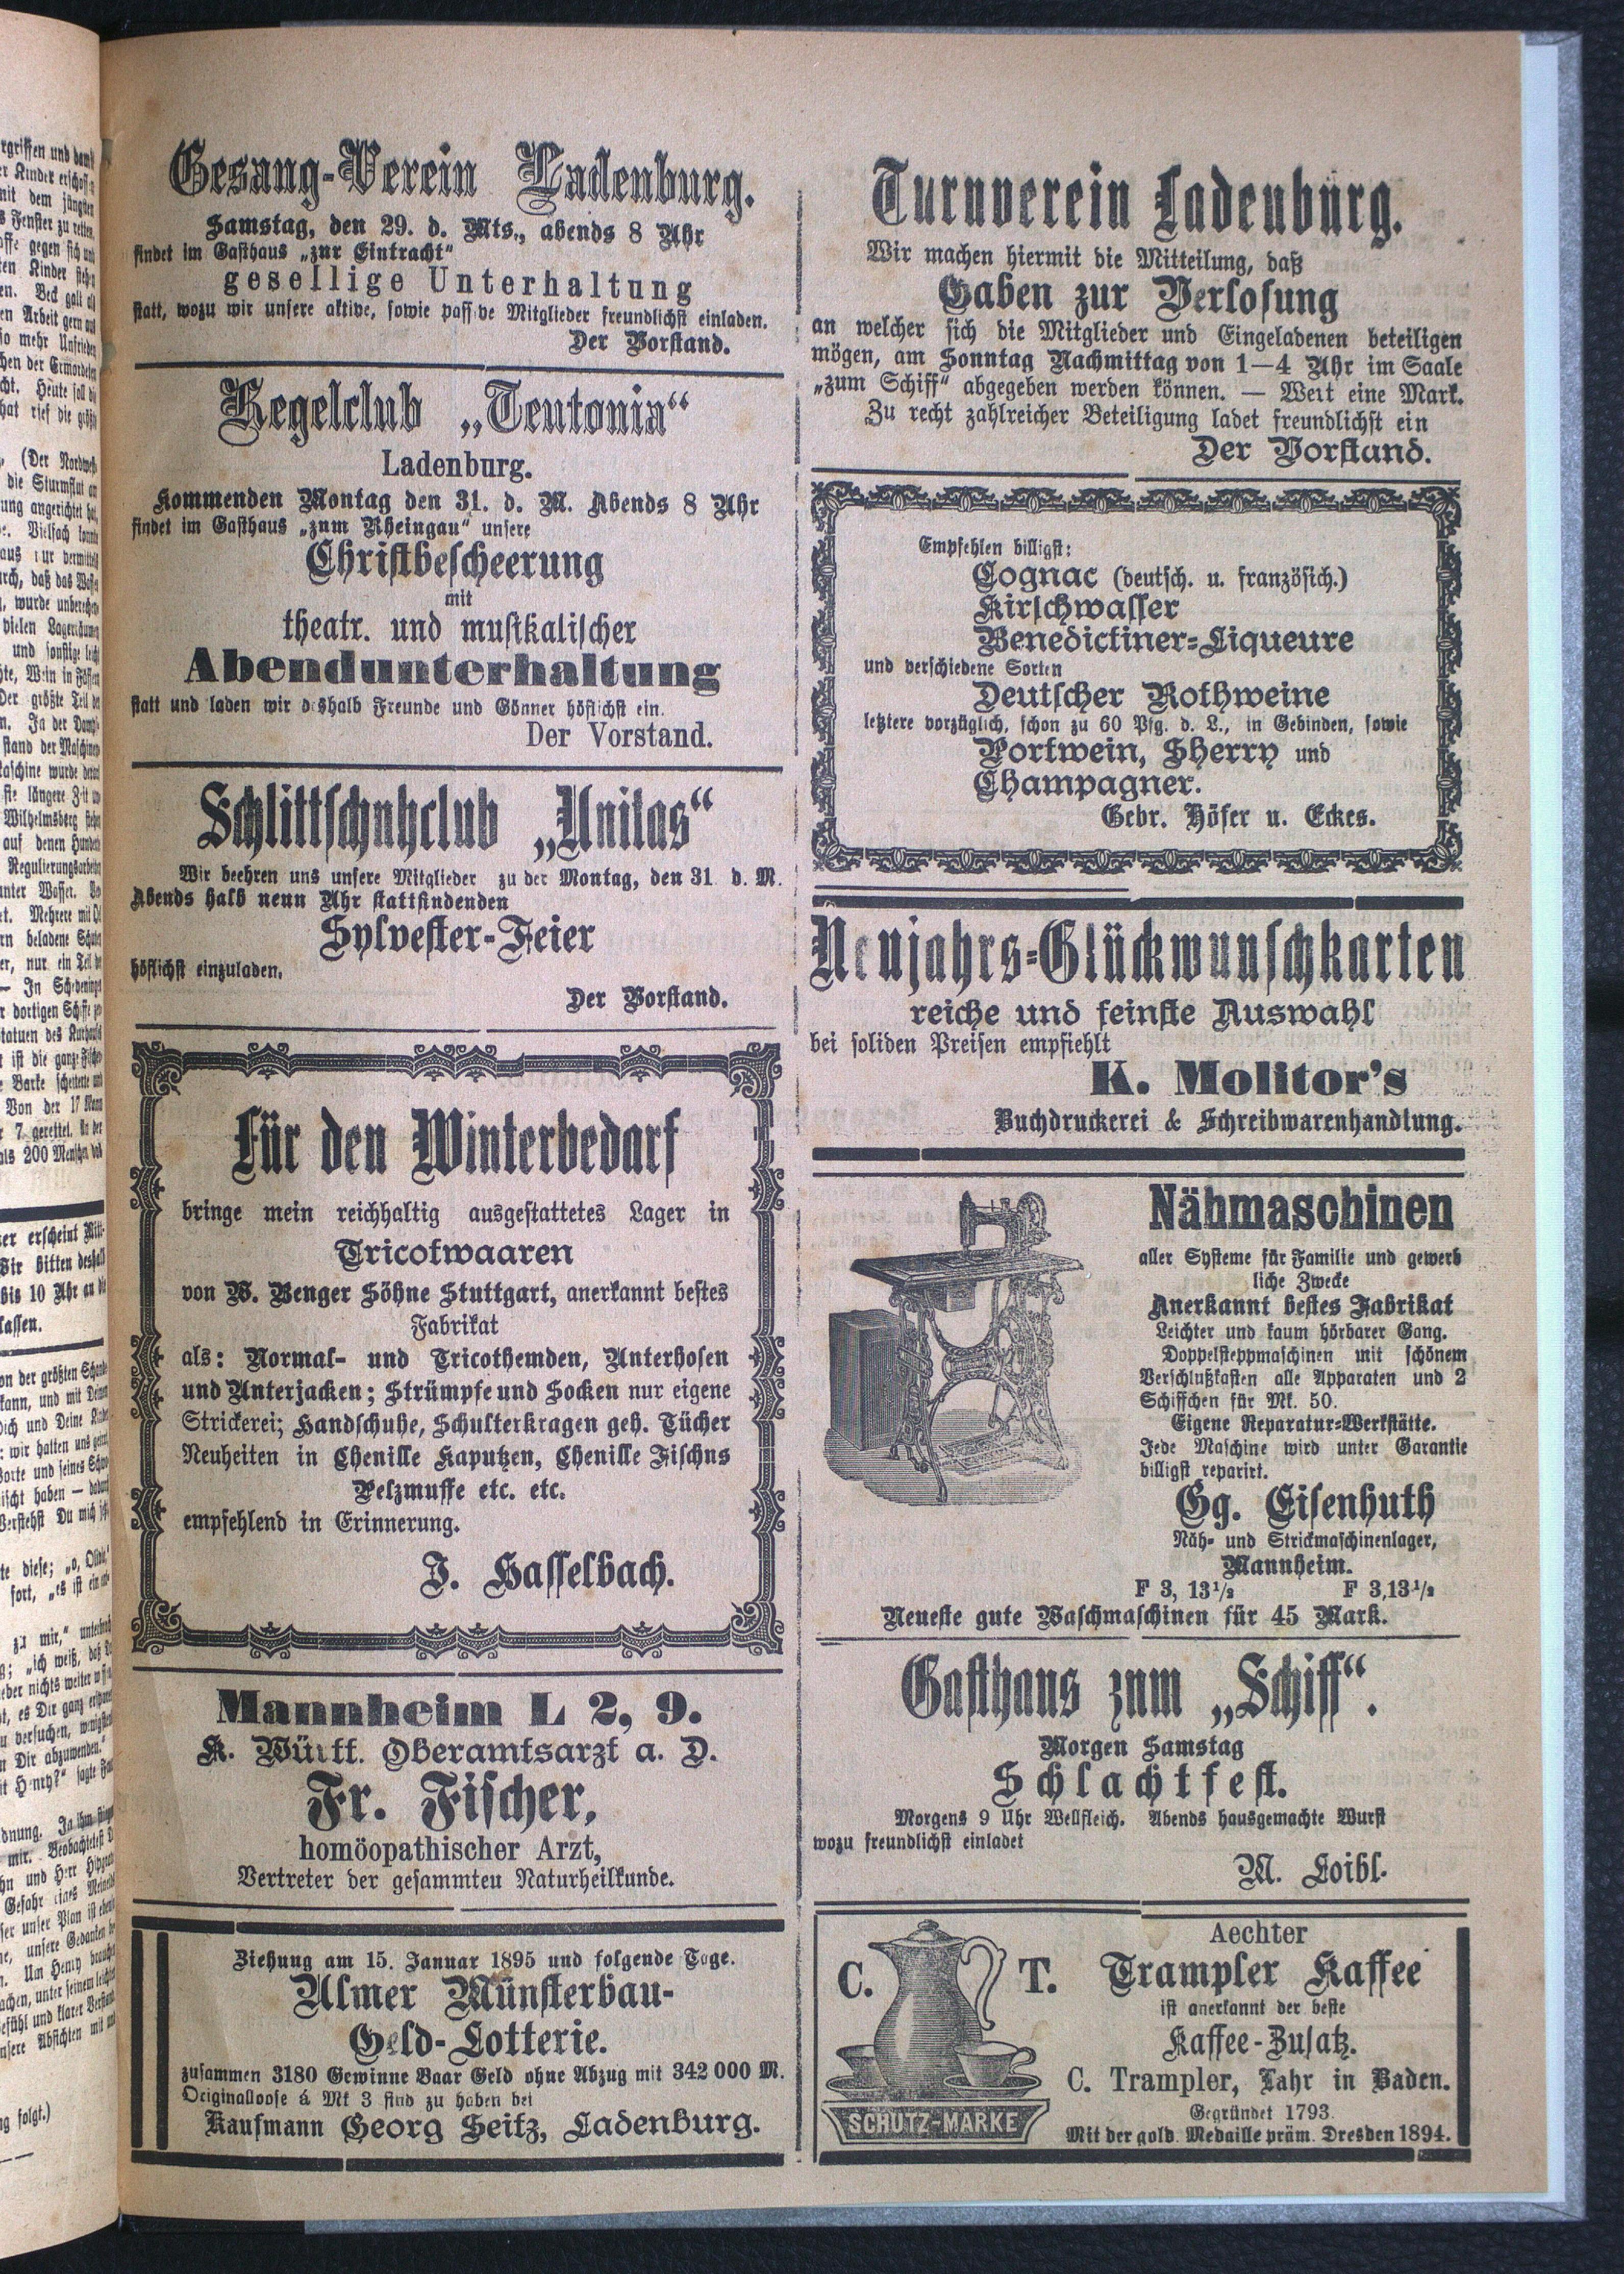 Gesang-Verein Ladenburg.
Samstag, den 29. d. Mts., abends 8 Uhr
findet im Gasthaus „zur Eintracht“
gesellige Unterhaltung
statt, wozu wir unsere aktive, sowie passive Mitglieder freundlichst einladen.
Der Vorstand.
Kegelclub „Teutonia“
Ladenburg.
Kommenden Montag den 31. d. M. Abends 8 Uhr
findet im Gasthaus „zum Rheingau“ unsere
Christbescheerung
mit
theatr. und musikalischer
Abendunterhaltung
statt und laden wir deshalb Freunde und Gönner höflichst ein.
Der Vorstand.
Schlittschuhclub „Unitas“
Wir beehren uns unsere Mitglieder zu der Montag, den 31. d. M.
Abends halb neun Uhr stattfindenden
Sylvester-Feier
höflichst einzuladen.
Der Vorstand.
Für den Winterbedarf
bringe mein reichhaltig ausgestattetes Lager in
Tricotwaaren
von W. Benger Söhne Stuttgart, anerkannt bestes
Fabrikat
als: Normal- und Tricothemden, Unterhosen
und Unterjacken; Strümpfe und Socken nur eigene
Strickerei; Handschuhe, Schulterkragen geh. Tücher
Neuheiten in Chenille Kaputzen, Chenille Fischus
Pelzmuffe etc. etc.
empfehlend in Erinnerung.
J. Hasselbach.
Mannheim L 2, 9.
K. Württ. Oberamtsarzt a. D.
Fr. Fischer,
homöopathischer Arzt,
Vertreter der gesammten Naturheilkunde.
Ziehung am 15. Januar 1895 und folgende Tage.
Ulmer Münsterbau-
Geld-Lotterie.
zusammen 3180 Gewinne Baar Geld ohne Abzug mit 342 000 M.
Originalloose á Mk 3 sind zu haben bei
Kaufmann Georg Seitz, Ladenburg.
Turnverein Ladenburg.
Wir machen hiermit die Mitteilung, daß
Gaben zur Verlosung
an welcher sich die Mitglieder und Eingeladenen beteiligen
mögen, am Sonntag Nachmittag von 1—4 Uhr im Saale
„zum Schiff“ abgegeben werden können. — Wert eine Mark.
Zu recht zahlreicher Beteiligung ladet freundlichst ein
Der Vorstand.
Empfehlen billigst:
Cognac (deutsch. u. französich.)
Kirschwasser
Benedictiner-Liqueure
und verschiedene Sorten
Deutscher Rothweine
letztere vorzüglich, schon zu 60 Pfg. d. L., in Gebinden, sowie
Portwein, Sherry und
Champagner.
Gebr. Höfer u. Eckes.
Neujahrs-Glückwunschkarten
reiche und feinste Auswahl
bei soliden Preisen empfiehlt
K. Molitor's
Buchdruckerei & Schreibwarenhandlung.
Nähmaschinen
aller Systeme für Familie und gewerb
liche Zwecke
Anerkannt bestes Fabrikat
Leichter und kaum hörbarer Gang.
Doppelsteppmaschinen mit schönem
Verschlußkasten alle Apparaten und 2
Schiffchen für Mk. 50.
Eigene Reparatur-Werkstätte.
Jede Maschine wird unter Garantie
billigst reparirt.
Gg. Eisenhuth
Näh- und Strickmaschinenlager,
Mannheim.
F 3, 13½ F 3,13½
Neueste gute Waschmaschinen für 45 Mark.
Gasthaus zum „Schiff“.
Morgen Samstag
Schlachtfest.
Morgens 9 Uhr Wellfleich. Abends hausgemachte Wurst
wozu freundlichst einladet
M. Loibl.
C. T.
SCHUTZ-MARKE
Aechter
Trampler Kaffee
ist anerkannt der beste
Kaffee-Zusatz.
C. Trampler, Lahr in Baden.
Gegründet 1793.
Mit der gold. Medaille präm. Dresden 1894.